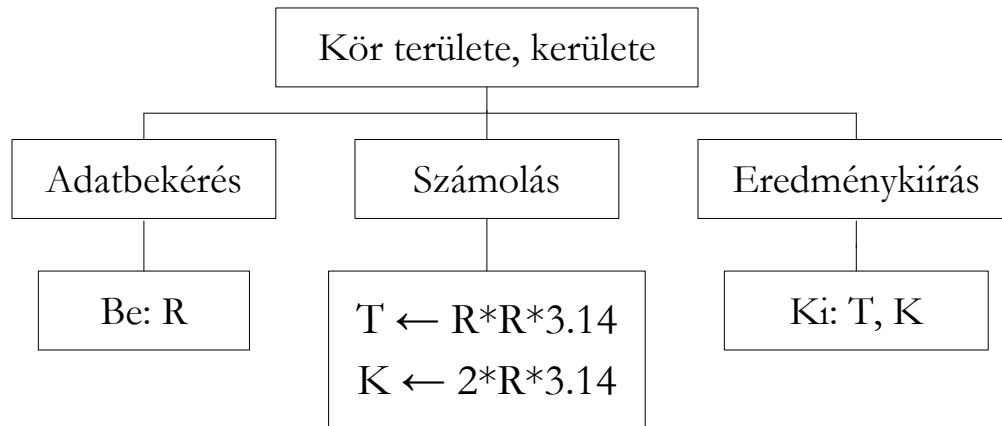 Kör területe, kerülete
Adatbekérés
Számolás
Eredménykiírás
Be: R
T ← R*R*3.14
K ← 2*R*3.14
Ki: T, K